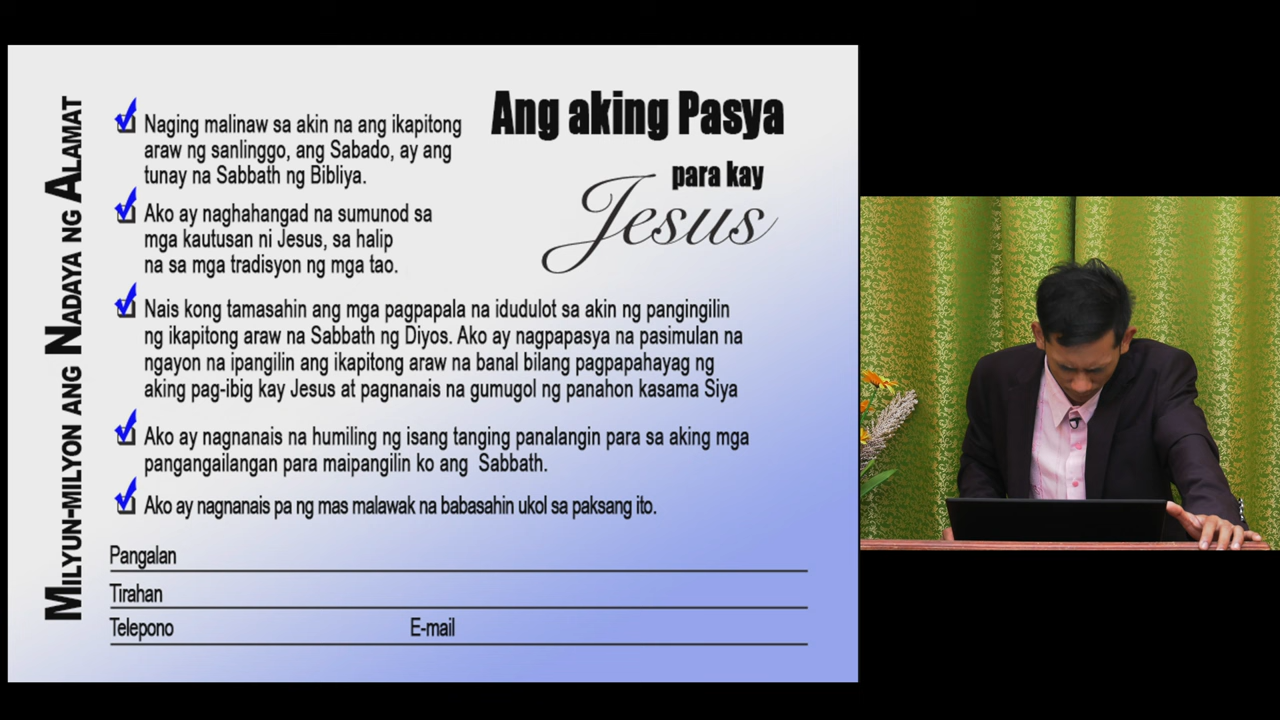 MILYUN-MILYON ANG NADAYA NG ALAMAT
Ang aking Pasya
para kay
Jesus
Naging malinaw sa akin na ang ikapitong
araw ng sanlinggo, ang Sabado, ay ang
tunay na Sabbath ng Bibliya.
Ako ay naghahangad na sumunod sa
mga kautusan ni Jesus, sa halip
na sa mga tradisyon ng mga tao.
Nais kong tamasahin ang mga pagpapala na idudulot sa akin ng pangingilin
ng ikapitong araw na Sabbath ng Diyos. Ako ay nagpapasya na pasimulan na
ngayon na ipangilin ang ikapitong araw na banal bilang pagpapahayag ng
aking pag-ibig kay Jesus at pagnanais na gumugol ng panahon kasama Siya
Ako ay nagnanais na humiling ng isang tanging panalangin para sa aking mga
pangangailangan para maipangilin ko ang Sabbath.
Ako ay nagnanais pa ng mas malawak na babasahin ukol sa paksang ito.
Pangalan
Tirahan
Telepono E-mail